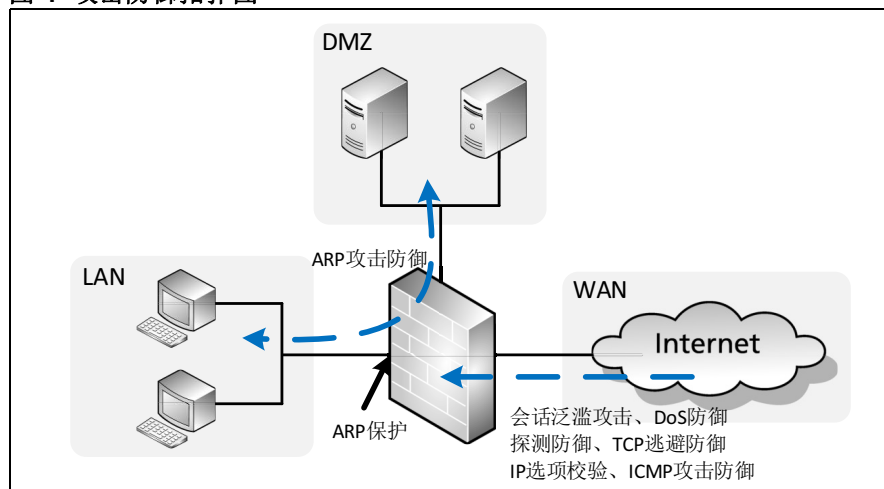 DMZ
ARP攻击防御
LAN
WAN
Internet
ARP保护
会话泛滥攻击、DoS防御
探测防御、TCP逃避防御
IP选项校验、ICMP攻击防御